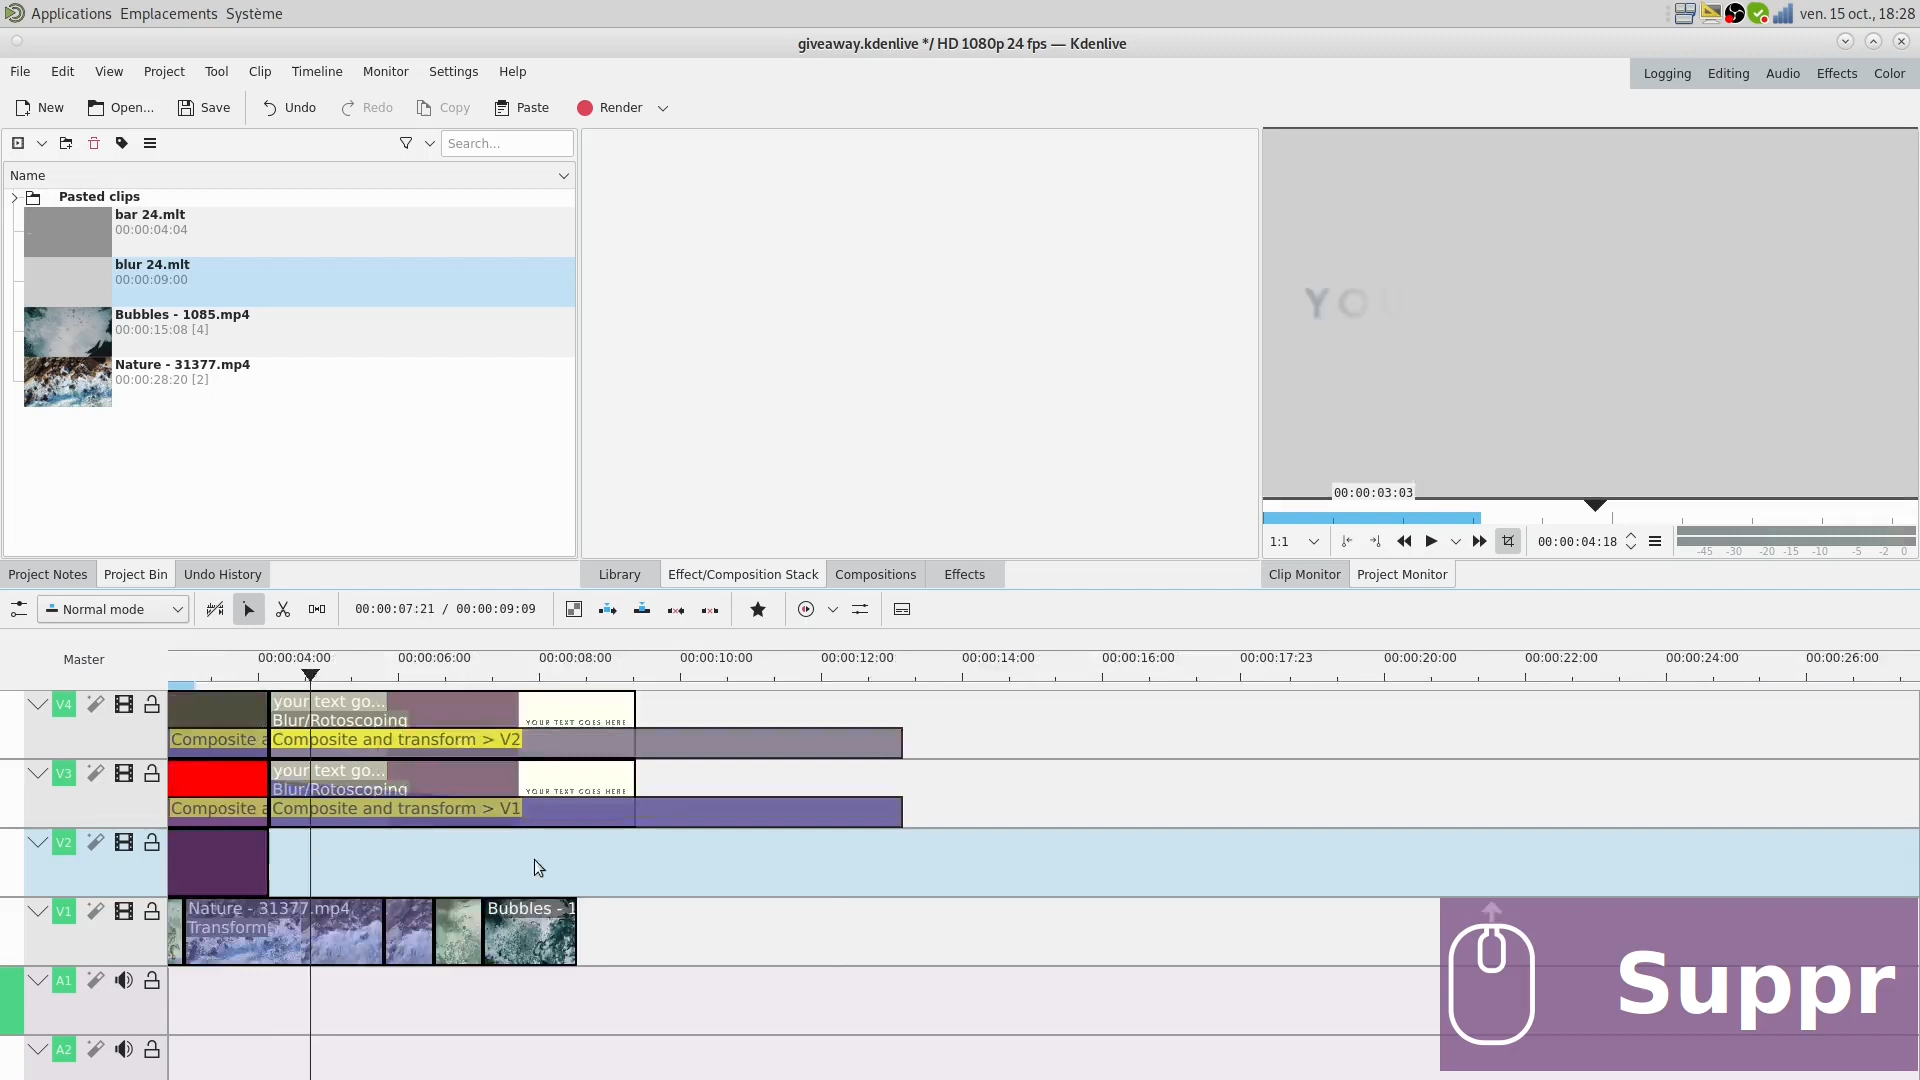 Applications Emplacements Système
ven. 15 oct., 18:28
giveaway.kdenlive */ HD 1080p 24 fps — Kdenlive
File Edit View Project Tool Clip Timeline Monitor Settings Help
Logging Editing Audio Effects Color
New Open... Save Undo Redo Copy Paste Render
Search...
Name
Pasted clips
bar 24.mlt
00:00:04:04
blur 24.mlt
00:00:09:00
Bubbles - 1085.mp4
00:00:15:08 [4]
Nature - 31377.mp4
00:00:28:20 [2]
YOU
00:00:03:03
1:1
00:00:04:18
-45 -30 -20 -15 -10 -5 -2 0
Project Notes Project Bin Undo History
Library Effect/Composition Stack Compositions Effects
Clip Monitor Project Monitor
Normal mode
00:00:07:21 / 00:00:09:09
Master
00:00:04:00 00:00:06:00 00:00:08:00 00:00:10:00 00:00:12:00 00:00:14:00 00:00:16:00 00:00:17:23 00:00:20:00 00:00:22:00 00:00:24:00 00:00:26:00
V4
your text go...
Blur/Rotoscoping
YOUR TEXT GOES HERE
Composite a
Composite and transform > V2
V3
your text go...
Blur/Rotoscoping
YOUR TEXT GOES HERE
Composite a
Composite and transform > V1
V2
V1
Nature - 31377.mp4
Transform
Bubbles - 1
A1
A2
Suppr